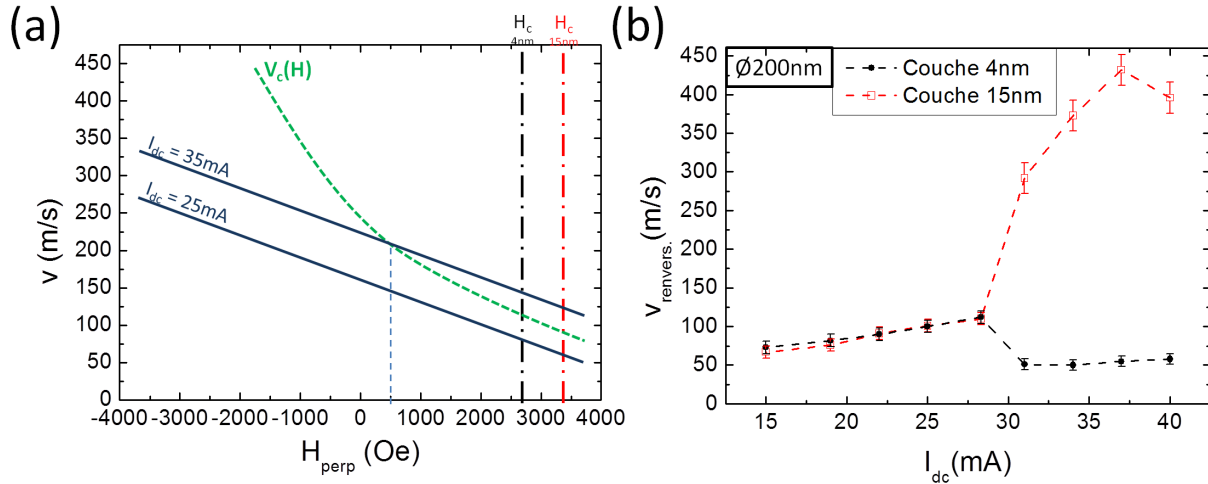 (a)
H_c 4nm
H_c 15nm
V_c(H)
I_dc = 35mA
I_dc = 25mA
450
400
350
300
250
200
150
100
50
0
v (m/s)
-4000 -3000 -2000 -1000 0 1000 2000 3000 4000
H_perp (Oe)
(b)
Ø200nm
Couche 4nm
Couche 15nm
450
400
350
300
250
200
150
100
50
0
v_renvers. (m/s)
15 20 25 30 35 40
I_dc(mA)